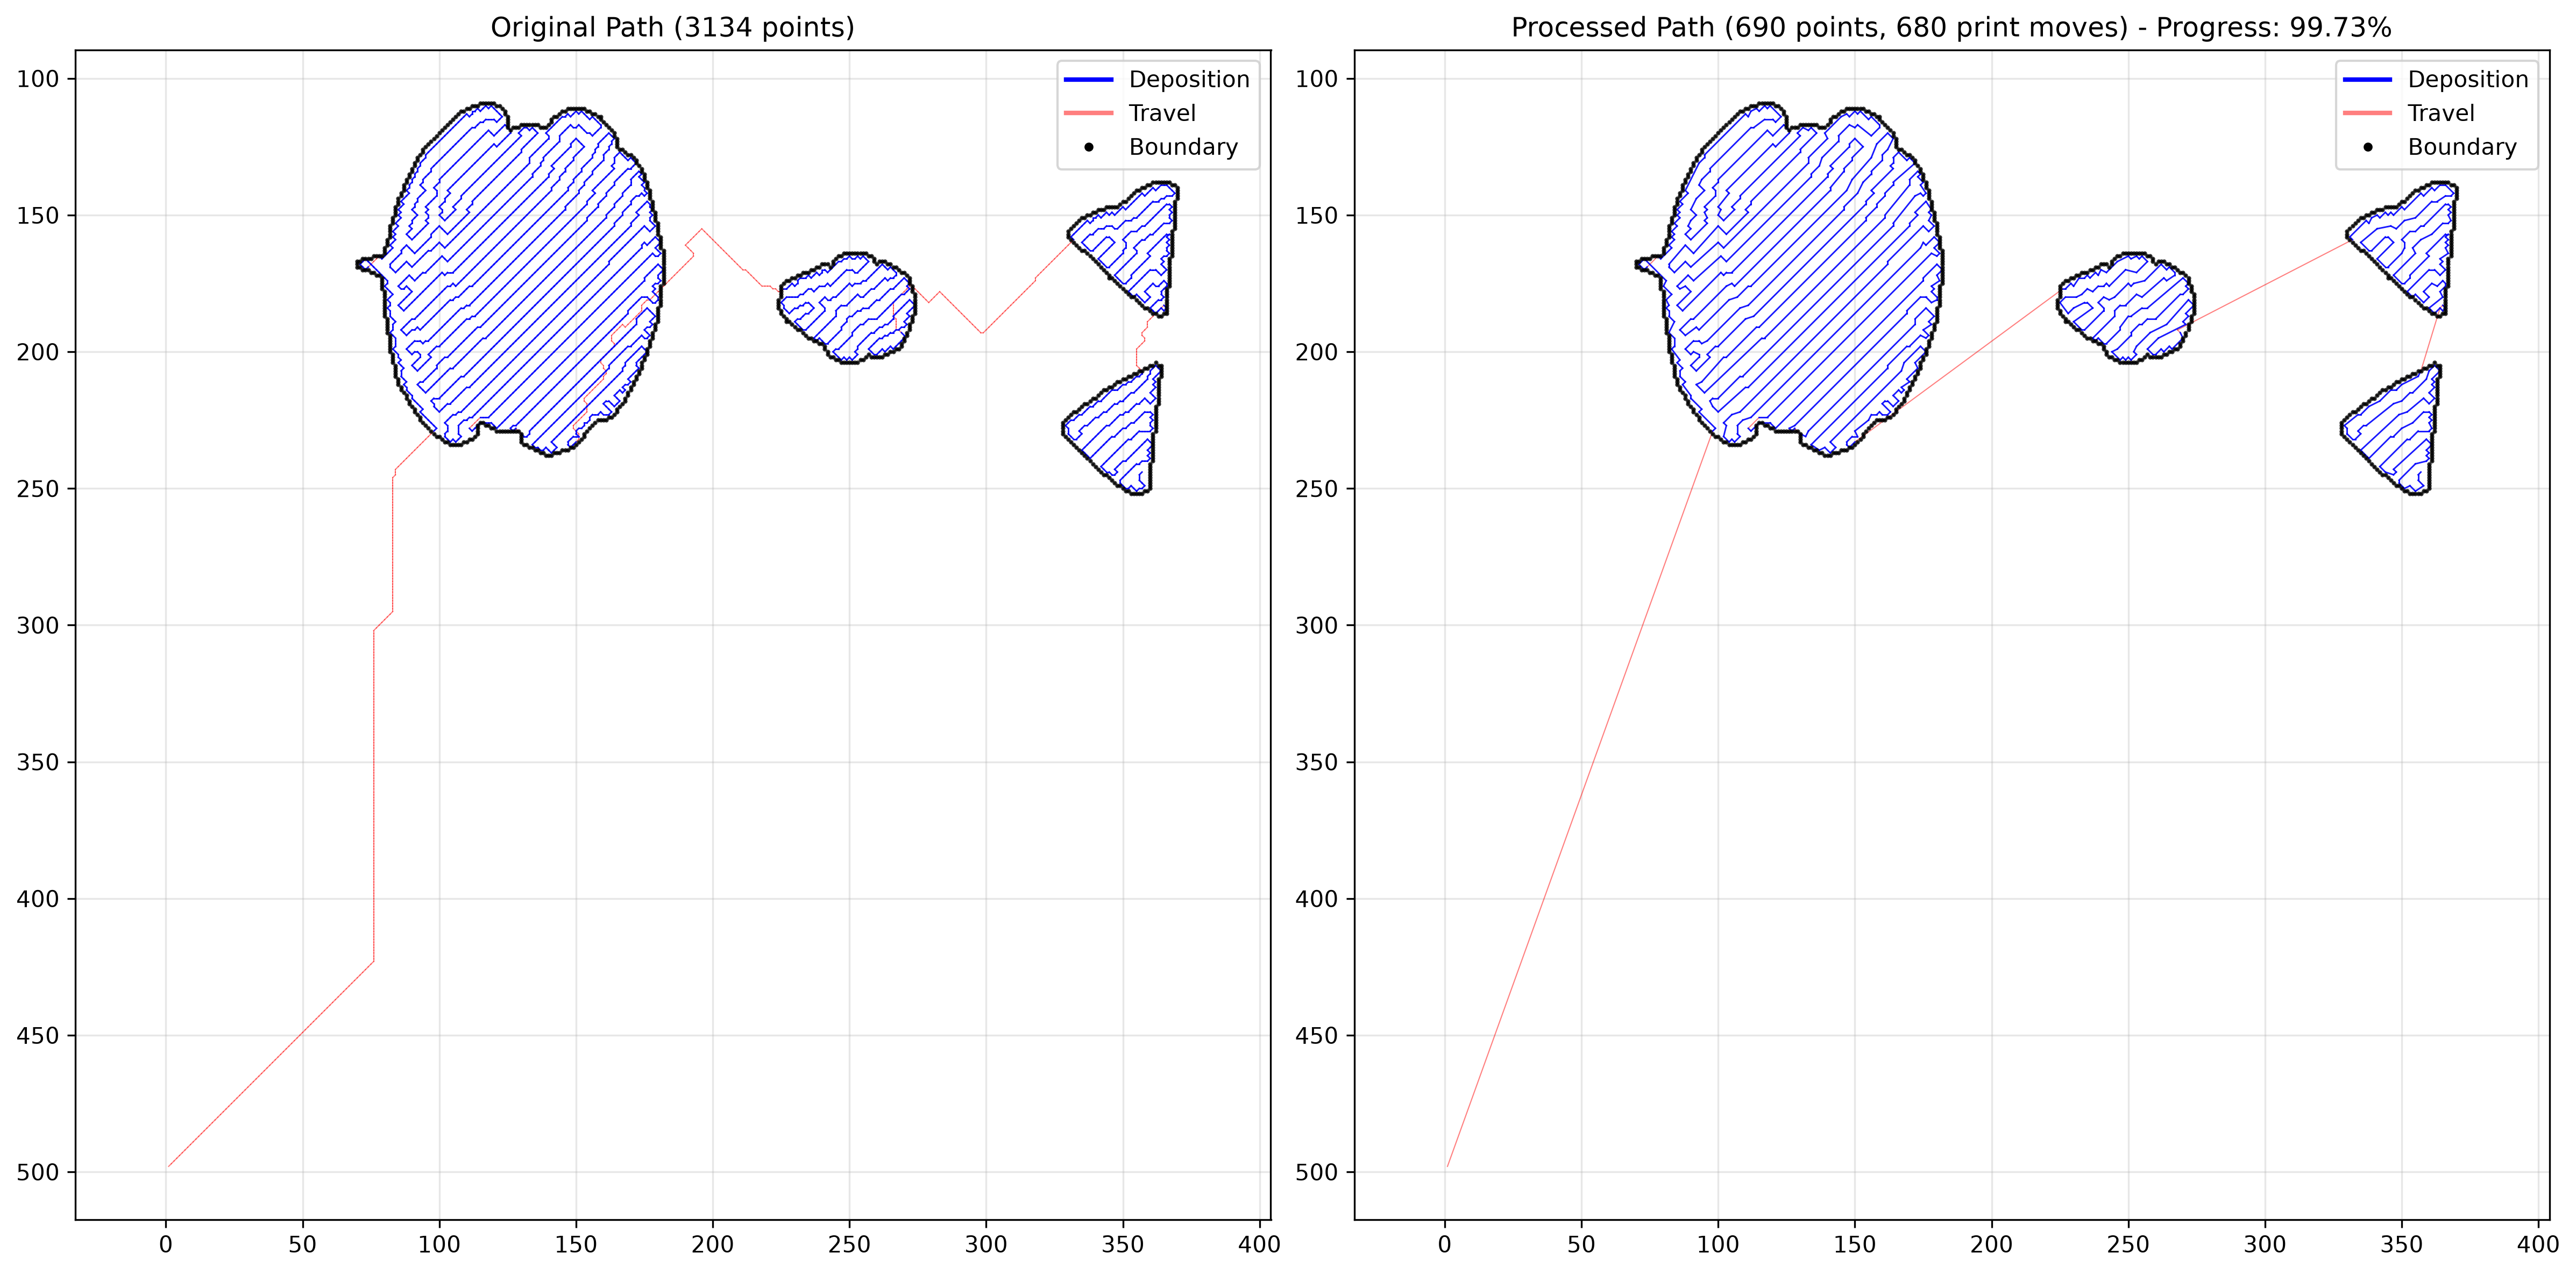 Original Path (3134 points)
Deposition
Travel
Boundary
100
150
200
250
300
350
400
450
500
0 50 100 150 200 250 300 350 400
Processed Path (690 points, 680 print moves) - Progress: 99.73%
Deposition
Travel
Boundary
100
150
200
250
300
350
400
450
500
0 50 100 150 200 250 300 350 400